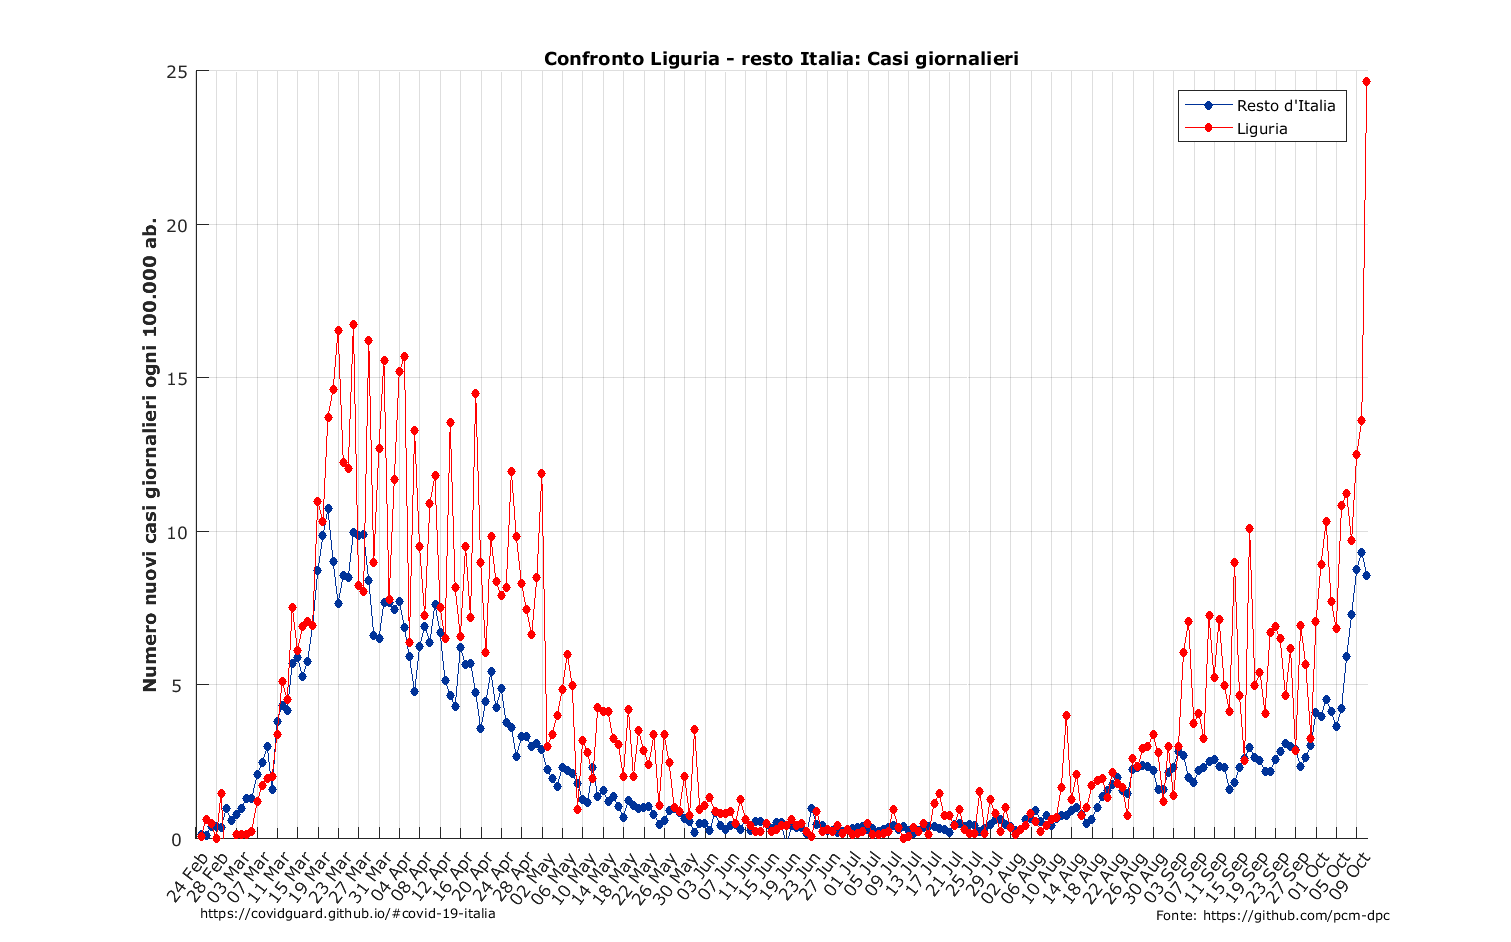 Confronto Liguria - resto Italia: Casi giornalieri
Numero nuovi casi giornalieri ogni 100.000 ab.
25
20
15
10
5
0
Resto d'Italia
Liguria
24 Feb
28 Feb
03 Mar
07 Mar
11 Mar
15 Mar
19 Mar
23 Mar
27 Mar
31 Mar
04 Apr
08 Apr
12 Apr
16 Apr
20 Apr
24 Apr
28 Apr
02 May
06 May
10 May
14 May
18 May
22 May
26 May
30 May
03 Jun
07 Jun
11 Jun
15 Jun
19 Jun
23 Jun
27 Jun
01 Jul
05 Jul
09 Jul
13 Jul
17 Jul
21 Jul
25 Jul
29 Jul
02 Aug
06 Aug
10 Aug
14 Aug
18 Aug
22 Aug
26 Aug
30 Aug
03 Sep
07 Sep
11 Sep
15 Sep
19 Sep
23 Sep
27 Sep
01 Oct
05 Oct
09 Oct
https://covidguard.github.io/#covid-19-italia
Fonte: https://github.com/pcm-dpc